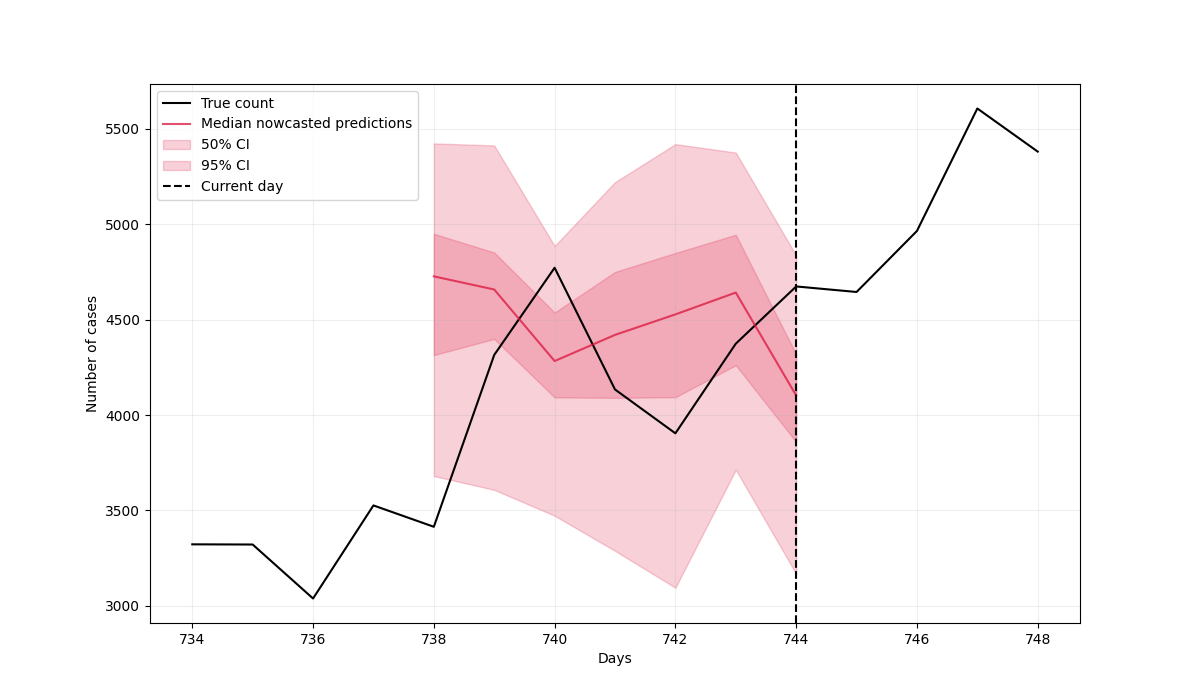 True count
Median nowcasted predictions
50% CI
95% CI
Current day
5500
5000
4500
4000
3500
3000
Number of cases
734 736 738 740 742 744 746 748
Days